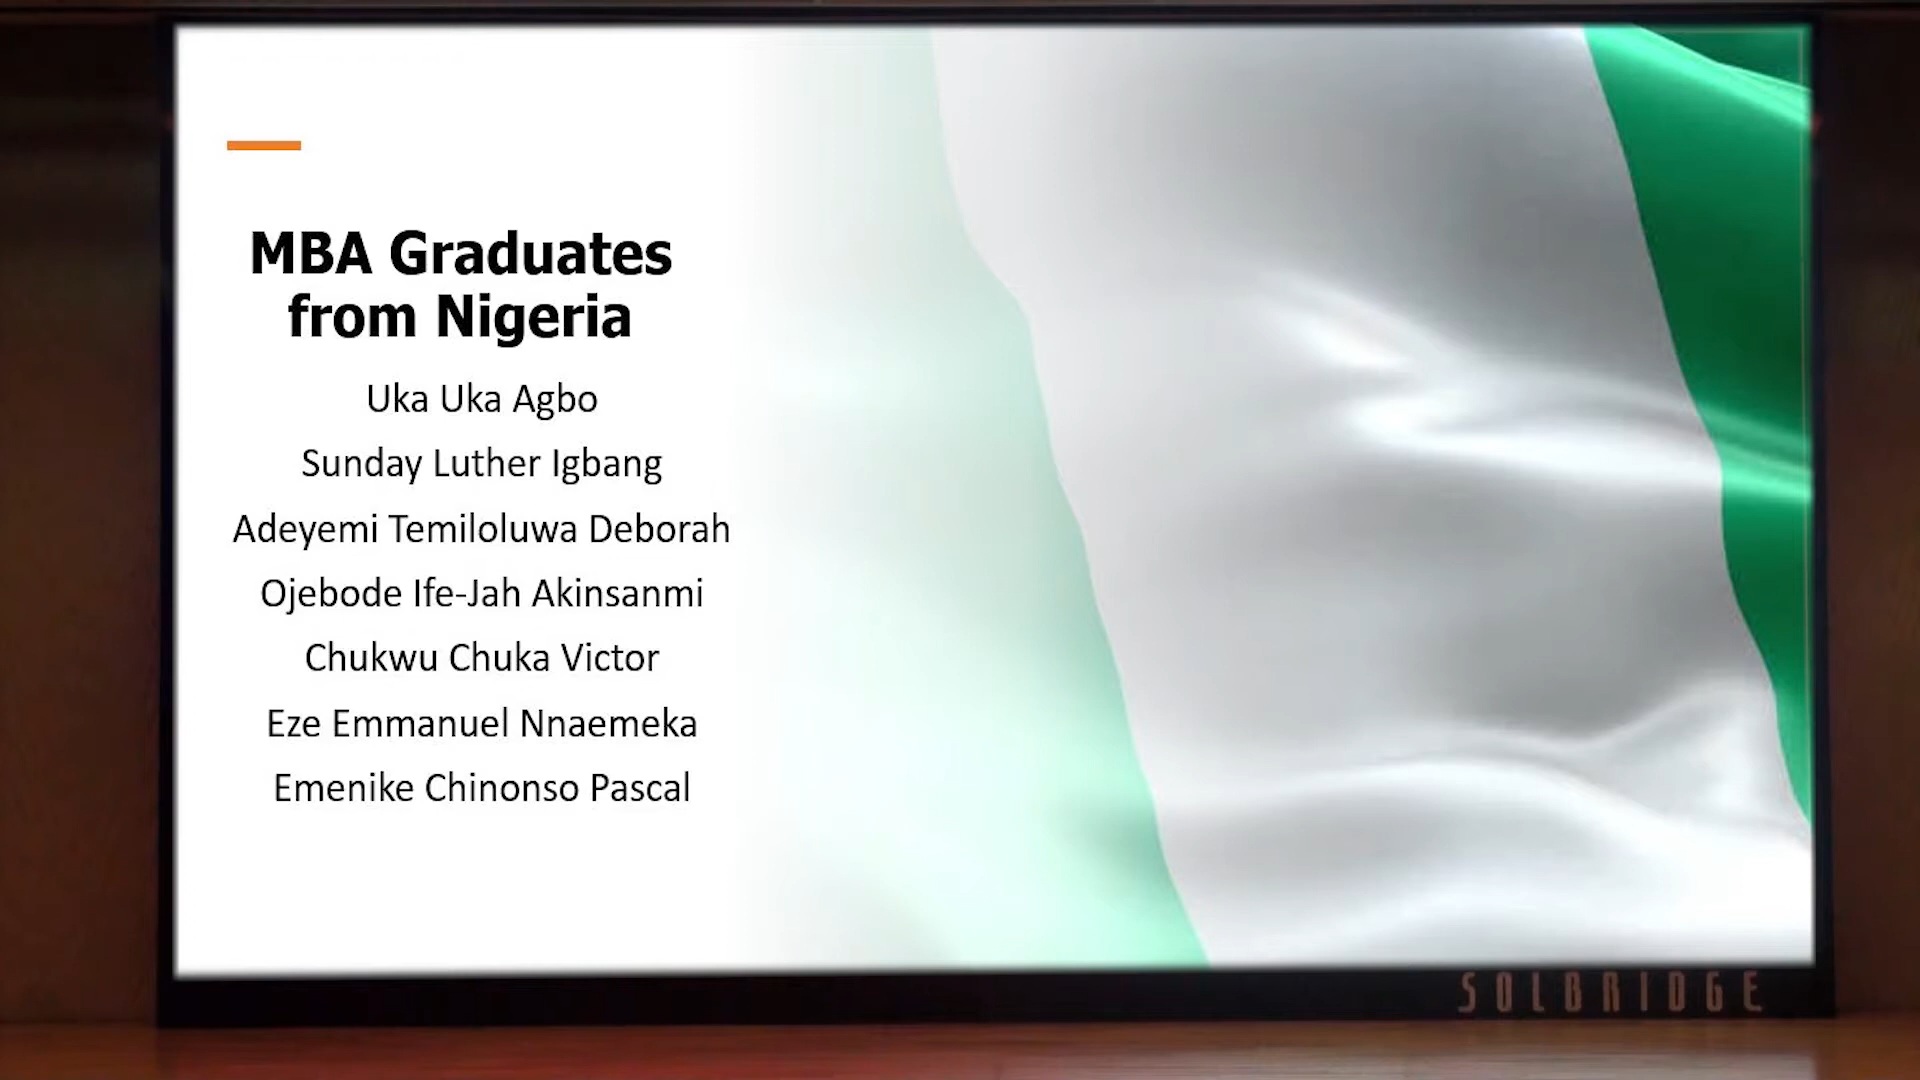 MBA Graduates
from Nigeria
Uka Uka Agbo
Sunday Luther Igbang
Adeyemi Temiloluwa Deborah
Ojebode Ife-Jah Akinsanmi
Chukwu Chuka Victor
Eze Emmanuel Nnaemeka
Emenike Chinonso Pascal
SOLBRIDGE